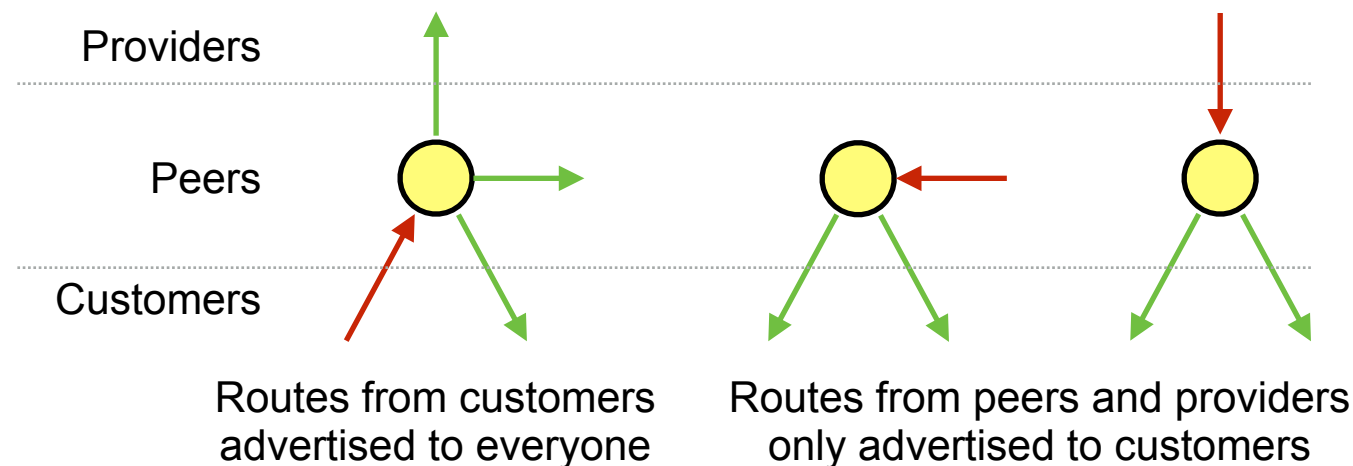 Providers
Peers
Customers
Routes from customers
advertised to everyone
Routes from peers and providers
only advertised to customers